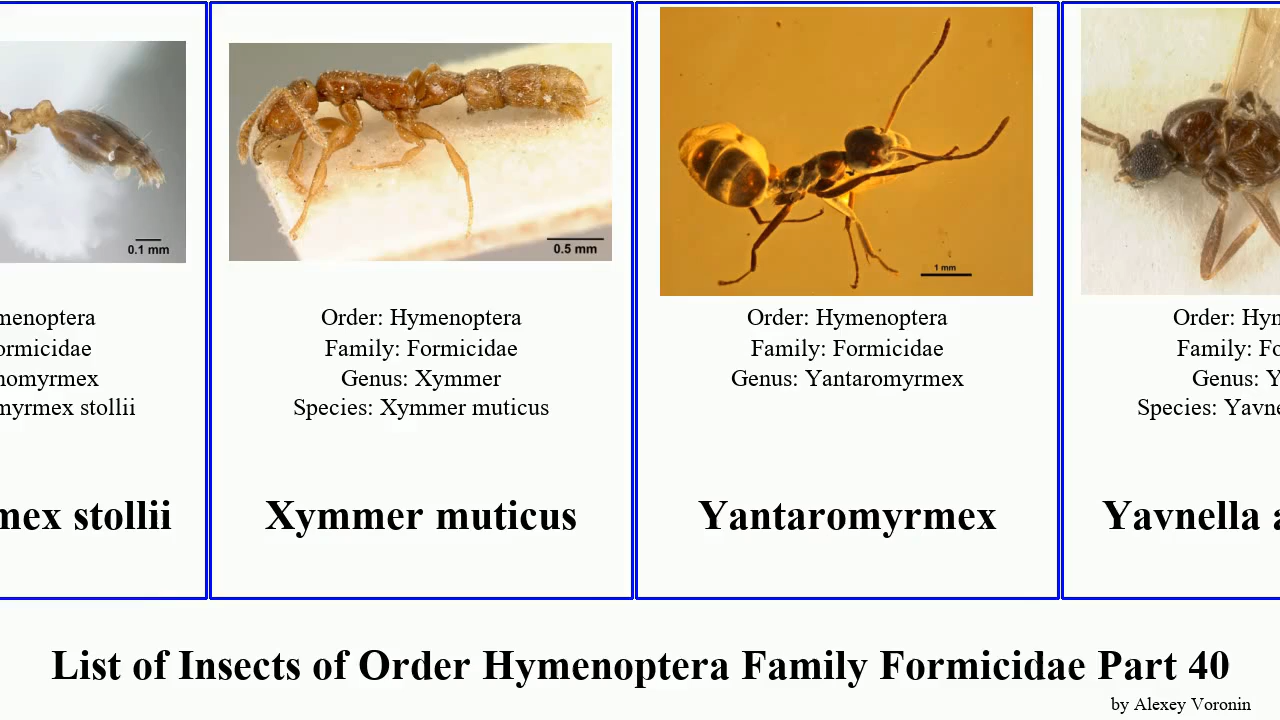 0.1 mm
menoptera
ormicidae
nomyrmex
myrmex stollii
mex stollii
0.5 mm
Order: Hymenoptera
Family: Formicidae
Genus: Xymmer
Species: Xymmer muticus
Xymmer muticus
1 mm
Order: Hymenoptera
Family: Formicidae
Genus: Yantaromyrmex
Yantaromyrmex
Order: Hyn
Family: Fo
Genus: Y
Species: Yavne
Yavnella a
List of Insects of Order Hymenoptera Family Formicidae Part 40
by Alexey Voronin